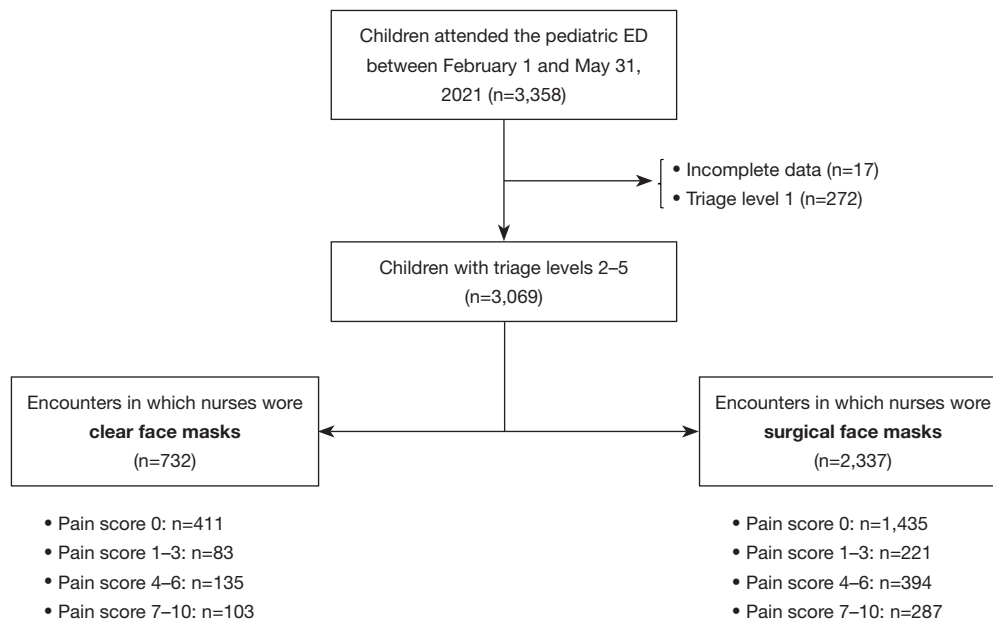 Children attended the pediatric ED
between February 1 and May 31,
2021 (n=3,358)
• Incomplete data (n=17)
• Triage level 1 (n=272)
Children with triage levels 2–5
(n=3,069)
Encounters in which nurses wore
clear face masks
(n=732)
Encounters in which nurses wore
surgical face masks
(n=2,337)
• Pain score 0: n=411
• Pain score 1–3: n=83
• Pain score 4–6: n=135
• Pain score 7–10: n=103
• Pain score 0: n=1,435
• Pain score 1–3: n=221
• Pain score 4–6: n=394
• Pain score 7–10: n=287